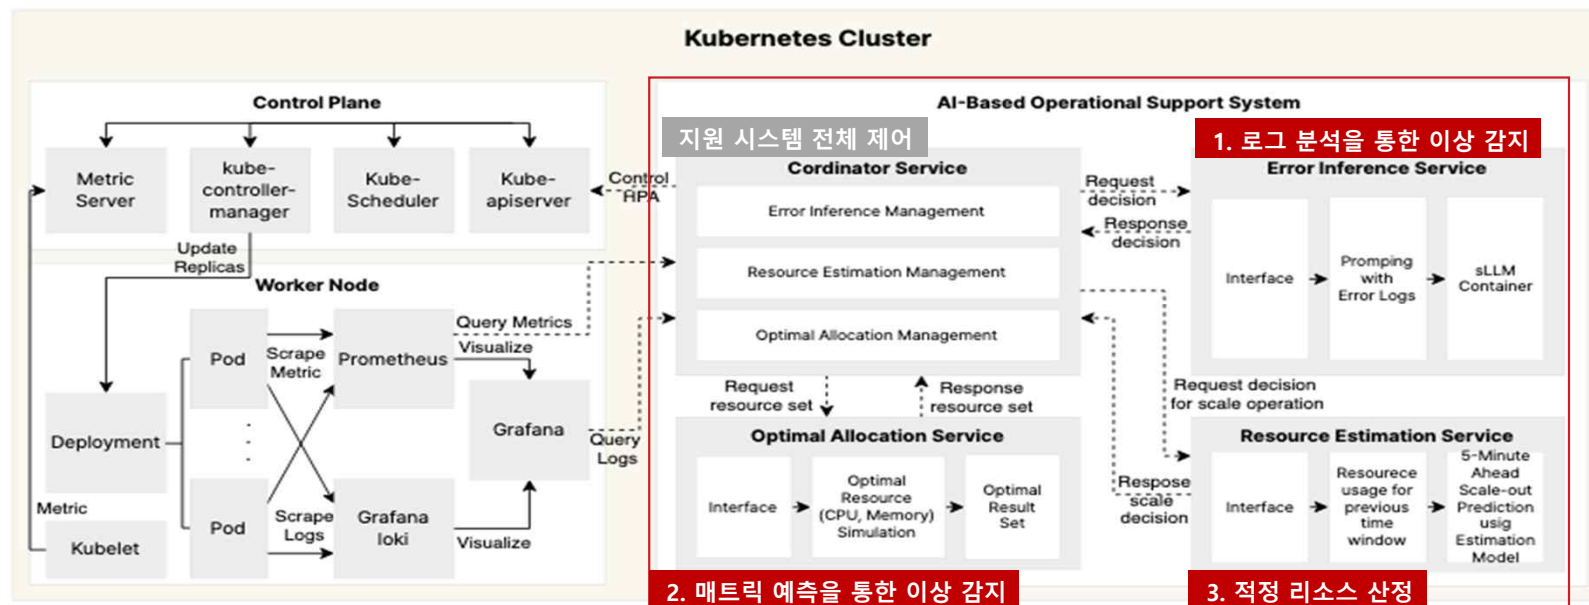 Kubernetes Cluster
Control Plane
Metric
Server
kube-
controller-
manager
Kube-
Scheduler
Kube-
apiserver
Update
Replicas
Worker Node
Pod
Scrape
Metric
Prometheus
Query Metrics
Visualize
Deployment
Grafana
Query
Logs
Pod
Scrape
Logs
Grafana
loki
Visualize
Metric
Kubelet
Control
RPA
AI-Based Operational Support System
지원 시스템 전체 제어
Cordinator Service
Error Inference Management
Resource Estimation Management
Optimal Allocation Management
Request
decision
Response
decision
1. 로그 분석을 통한 이상 감지
Error Inference Service
Interface
Promping
with
Error Logs
sLLM
Container
Request
resource set
Response
resource set
Request decision
for scale operation
Respose
scale
decision
Optimal Allocation Service
Interface
Optimal
Resource
(CPU, Memory)
Simulation
Optimal
Result
Set
2. 매트릭 예측을 통한 이상 감지
Resource Estimation Service
Interface
Resourece
usage for
previous
time
window
5-Minute
Ahead
Scale-out
Prediction
usig
Estimation
Model
3. 적정 리소스 산정